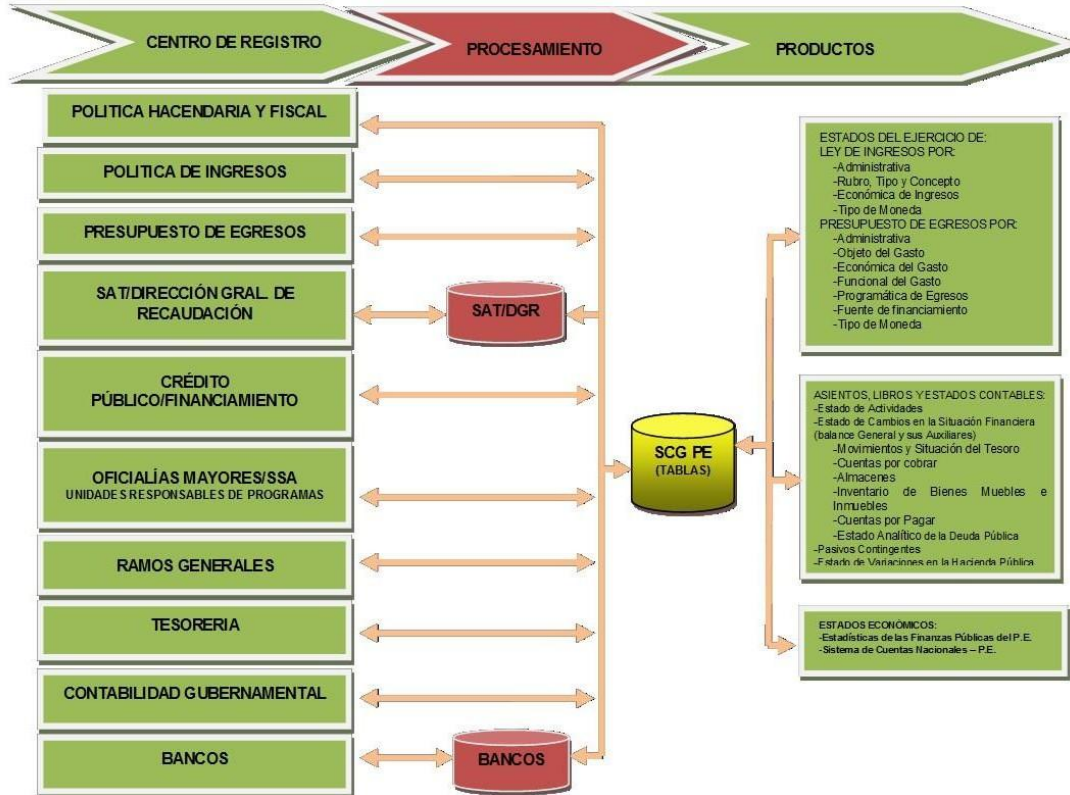 CENTRO DE REGISTRO
PROCESAMIENTO
PRODUCTOS
POLITICA HACENDARIA Y FISCAL
POLITICA DE INGRESOS
PRESUPUESTO DE EGRESOS
SAT/DIRECCIÓN GRAL. DE
RECAUDACIÓN
CRÉDITO
PÚBLICO/FINANCIAMIENTO
OFICIALÍAS MAYORES/SSA
UNIDADES RESPONSABLES DE PROGRAMAS
RAMOS GENERALES
TESORERIA
CONTABILIDAD GUBERNAMENTAL
BANCOS
SAT/DGR
BANCOS
SCG PE
(TABLAS)
ESTADOS DEL EJERCICIO DE:
LEY DE INGRESOS POR:
-Administrativa
-Rubro, Tipo y Concepto
-Económica de Ingresos
-Tipo de Moneda
PRESUPUESTO DE EGRESOS POR:
-Administrativa
-Objeto del Gasto
-Económica del Gasto
-Funcional del Gasto
-Programática de Egresos
-Fuente de financiamiento
-Tipo de Moneda
ASIENTOS, LIBROS Y ESTADOS CONTABLES:
-Estado de Actividades
-Estado de Cambios en la Situación Financiera
(balance General y sus Auxiliares)
-Movimientos y Situación del Tesoro
-Cuentas por cobrar
-Almacenes
-Inventario de Bienes Muebles e
Inmuebles
-Cuentas por Pagar
-Estado Analítico de la Deuda Pública
-Pasivos Contingentes
-Estado de Variaciones en la Hacienda Pública
ESTADOS ECONÓMICOS:
-Estadísticas de las Finanzas Públicas del P.E.
-Sistema de Cuentas Nacionales – P.E.